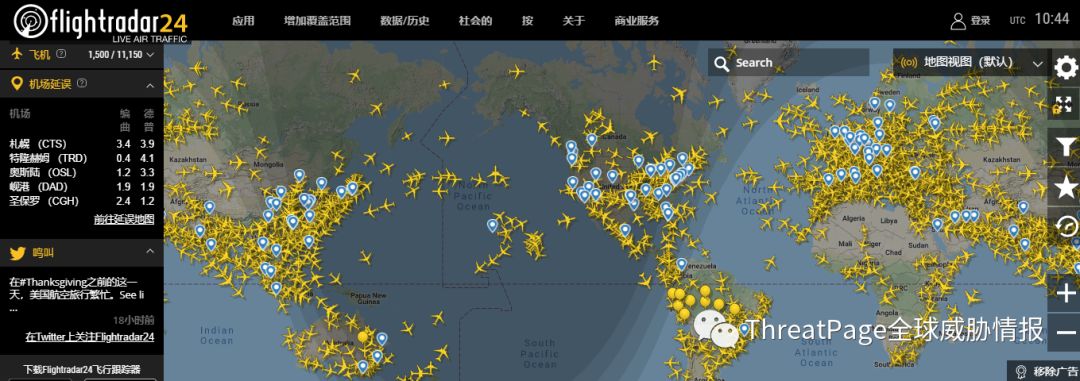 flightradar24
LIVE AIR TRAFFIC
应用 增加覆盖范围 数据/历史 社会的 按 关于 商业服务
登录 UTC 10:44
飞机 1,500 / 11,150
机场延误
机场 编曲 德普
札幌 (CTS) 3.4 3.9
特隆赫姆 (TRD) 0.4 4.1
奥斯陆 (OSL) 1.2 3.3
岘港 (DAD) 1.9 1.9
圣保罗 (CGH) 2.4 1.2
前往延误地图
鸣叫
在#Thanksgiving之前的这一
天，美国航空旅行繁忙。See li
...
18小时前
在Twitter上关注Flightradar24
下载Flightradar24飞行跟踪器
Search
地图视图（默认）
Iceland
Sweden
Canada
Kazakhstan
Mongolia
North
Pacific
Ocean
North
Atlantic
Ocean
Algeria
Libya
Mali
Chad
Sudan
Venezuela
Papua New
Guinea
Angola
Indian
Ocean
South
Pacific
Ocean
South
Atlantic
Ocean
ThreatPage全球威胁情报
移除广告